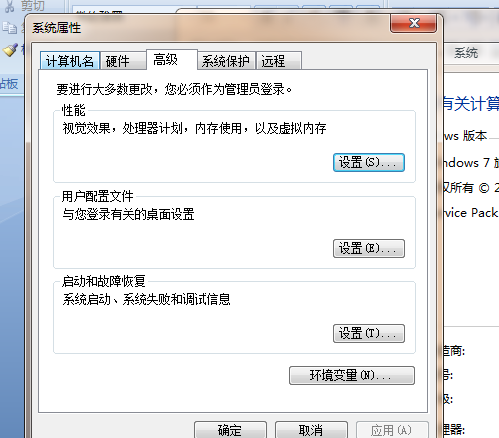 剪切
系统属性
系统
计算机名 硬件 高级 系统保护 远程
要进行大多数更改，您必须作为管理员登录。
有关计算
性能
视觉效果，处理器计划，内存使用，以及虚拟内存
ws 版本
ndows 7 旗
设置(S)...
权所有 © 2
用户配置文件
与您登录有关的桌面设置
rvice Pack
设置(E)...
启动和故障恢复
系统启动、系统失败和调试信息
设置(T)...
造商:
号:
环境变量(N)...
级:
确定 取消 应用(A)
理器: